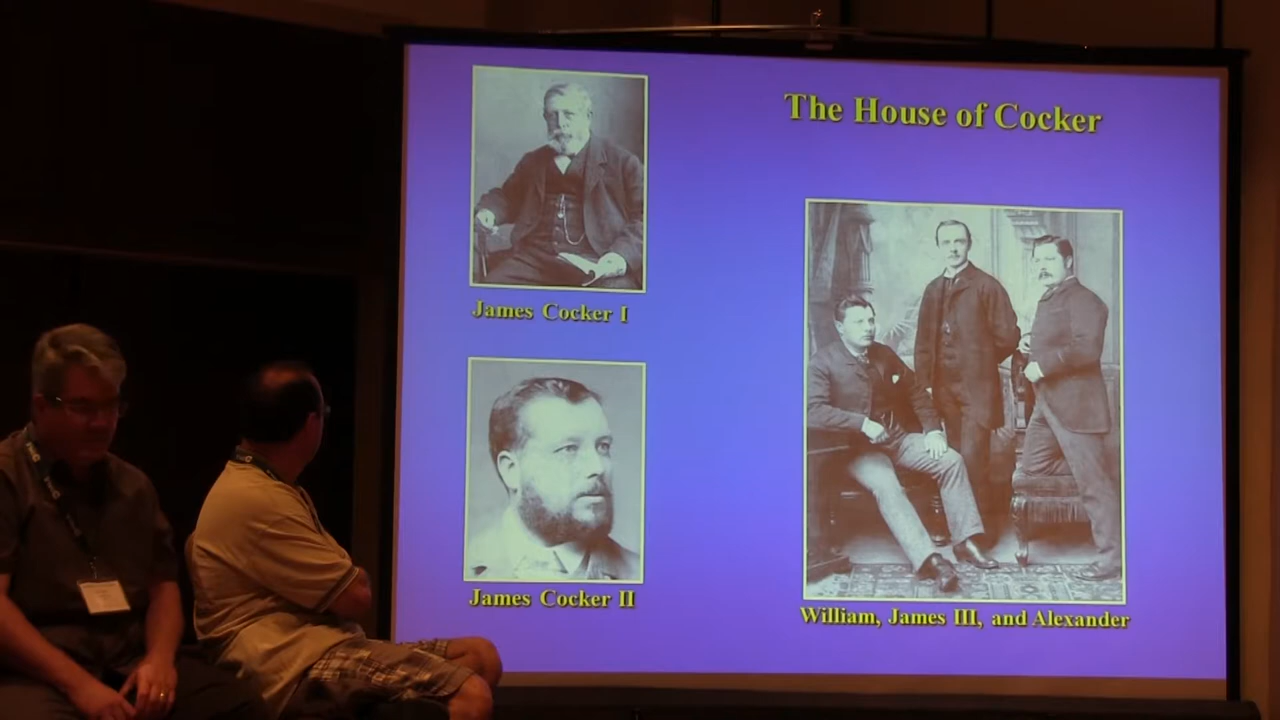 The House of Cocker
James Cocker I
James Cocker II
William, James III, and Alexander